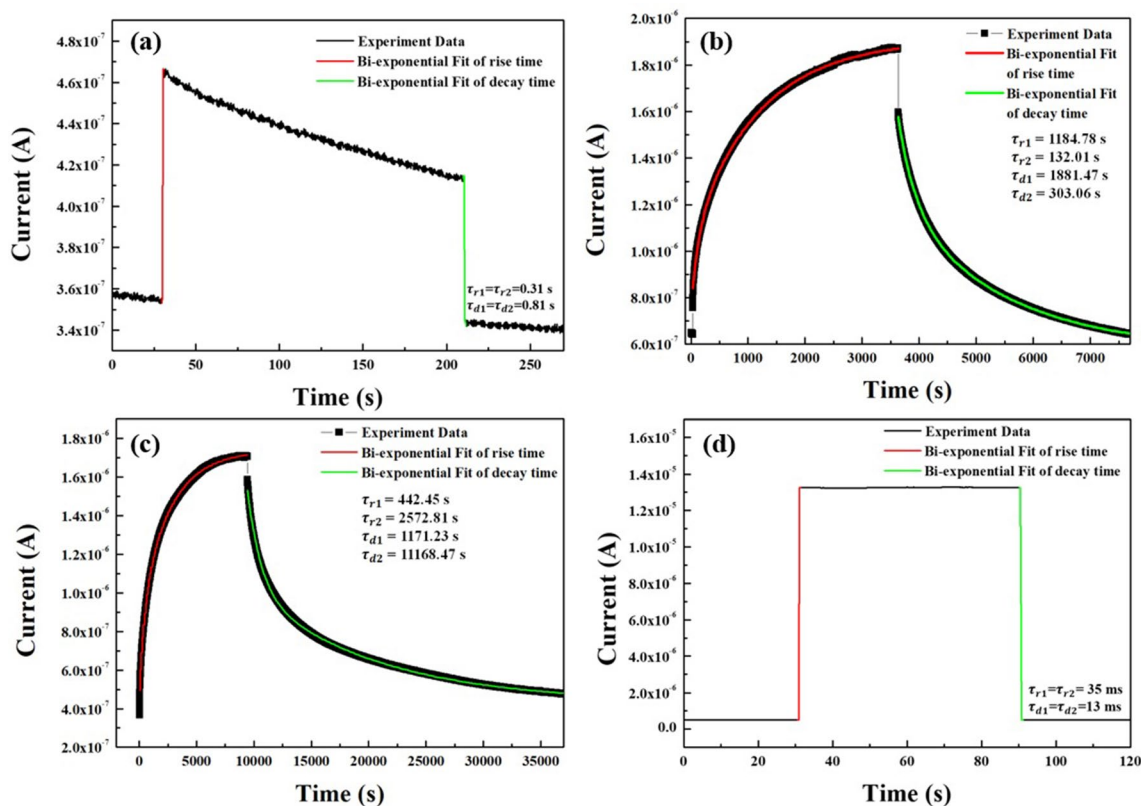 (a)
Experiment Data
Bi-exponential Fit of rise time
Bi-exponential Fit of decay time
4.8x10⁻⁷
4.6x10⁻⁷
4.4x10⁻⁷
4.2x10⁻⁷
4.0x10⁻⁷
3.8x10⁻⁷
3.6x10⁻⁷
3.4x10⁻⁷
Current (A)
τr1=τr2=0.31 s
τd1=τd2=0.81 s
0 50 100 150 200 250
Time (s)
(b)
Experiment Data
Bi-exponential Fit
of rise time
Bi-exponential Fit
of decay time
τr1 = 1184.78 s
τr2 = 132.01 s
τd1 = 1881.47 s
τd2 = 303.06 s
2.0x10⁻⁶
1.8x10⁻⁶
1.6x10⁻⁶
1.4x10⁻⁶
1.2x10⁻⁶
1.0x10⁻⁶
8.0x10⁻⁷
6.0x10⁻⁷
Current (A)
0 1000 2000 3000 4000 5000 6000 7000
Time (s)
(c)
Experiment Data
Bi-exponential Fit of rise time
Bi-exponential Fit of decay time
τr1 = 442.45 s
τr2 = 2572.81 s
τd1 = 1171.23 s
τd2 = 11168.47 s
1.8x10⁻⁶
1.6x10⁻⁶
1.4x10⁻⁶
1.2x10⁻⁶
1.0x10⁻⁶
8.0x10⁻⁷
6.0x10⁻⁷
4.0x10⁻⁷
2.0x10⁻⁷
Current (A)
0 5000 10000 15000 20000 25000 30000 35000
Time (s)
(d)
Experiment Data
Bi-exponential Fit of rise time
Bi-exponential Fit of decay time
1.6x10⁻⁵
1.4x10⁻⁵
1.2x10⁻⁵
1.0x10⁻⁵
8.0x10⁻⁶
6.0x10⁻⁶
4.0x10⁻⁶
2.0x10⁻⁶
0.0
Current (A)
τr1=τr2= 35 ms
τd1=τd2=13 ms
0 20 40 60 80 100 120
Time (s)